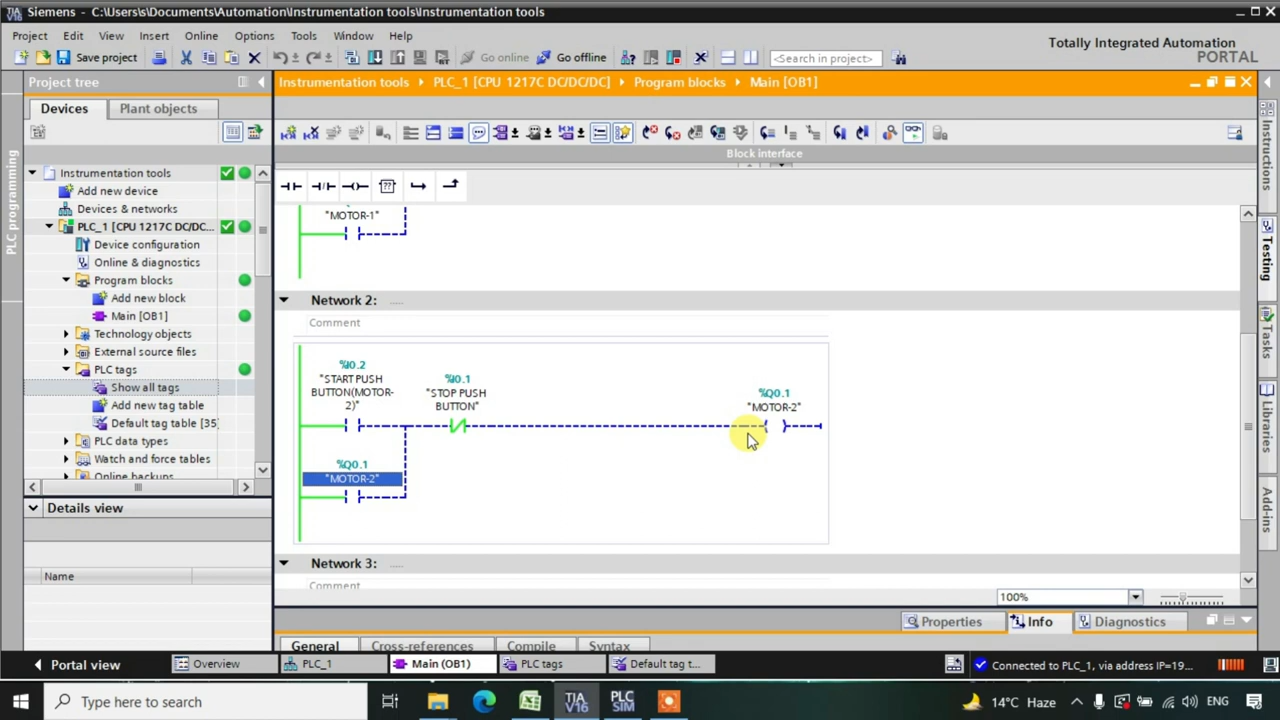 Siemens - C:\Users\s\Documents\Automation\Instrumentation tools\Instrumentation tools
Project Edit View Insert Online Options Tools Window Help
Totally Integrated Automation
PORTAL
Save project
Go online
Go offline
<Search in project>
Project tree
Instrumentation tools PLC_1 [CPU 1217C DC/DC/DC] Program blocks Main [OB1]
Devices
Plant objects
Block interface
PLC programming
Instrumentation tools
Add new device
Devices & networks
PLC_1 [CPU 1217C DC/DC...
Device configuration
Online & diagnostics
Program blocks
Add new block
Main [OB1]
Technology objects
External source files
PLC tags
Show all tags
Add new tag table
Default tag table [35]
PLC data types
Watch and force tables
Online backups
Details view
Name
??
"MOTOR-1"
Network 2: .....
Comment
%I0.2
"START PUSH
BUTTON(MOTOR-
2)"
%I0.1
"STOP PUSH
BUTTON"
%Q0.1
"MOTOR-2"
%Q0.1
"MOTOR-2"
Network 3: .....
Comment
100%
Properties
Info
Diagnostics
General
Cross-references
Compile
Syntax
Instructions
Testing
Tasks
Libraries
Add-ins
Portal view
Overview
PLC_1
Main (OB1)
PLC tags
Default tag t...
Connected to PLC_1, via address IP=19...
Type here to search
TIA
V16
PLC
SIM
14°C Haze
ENG